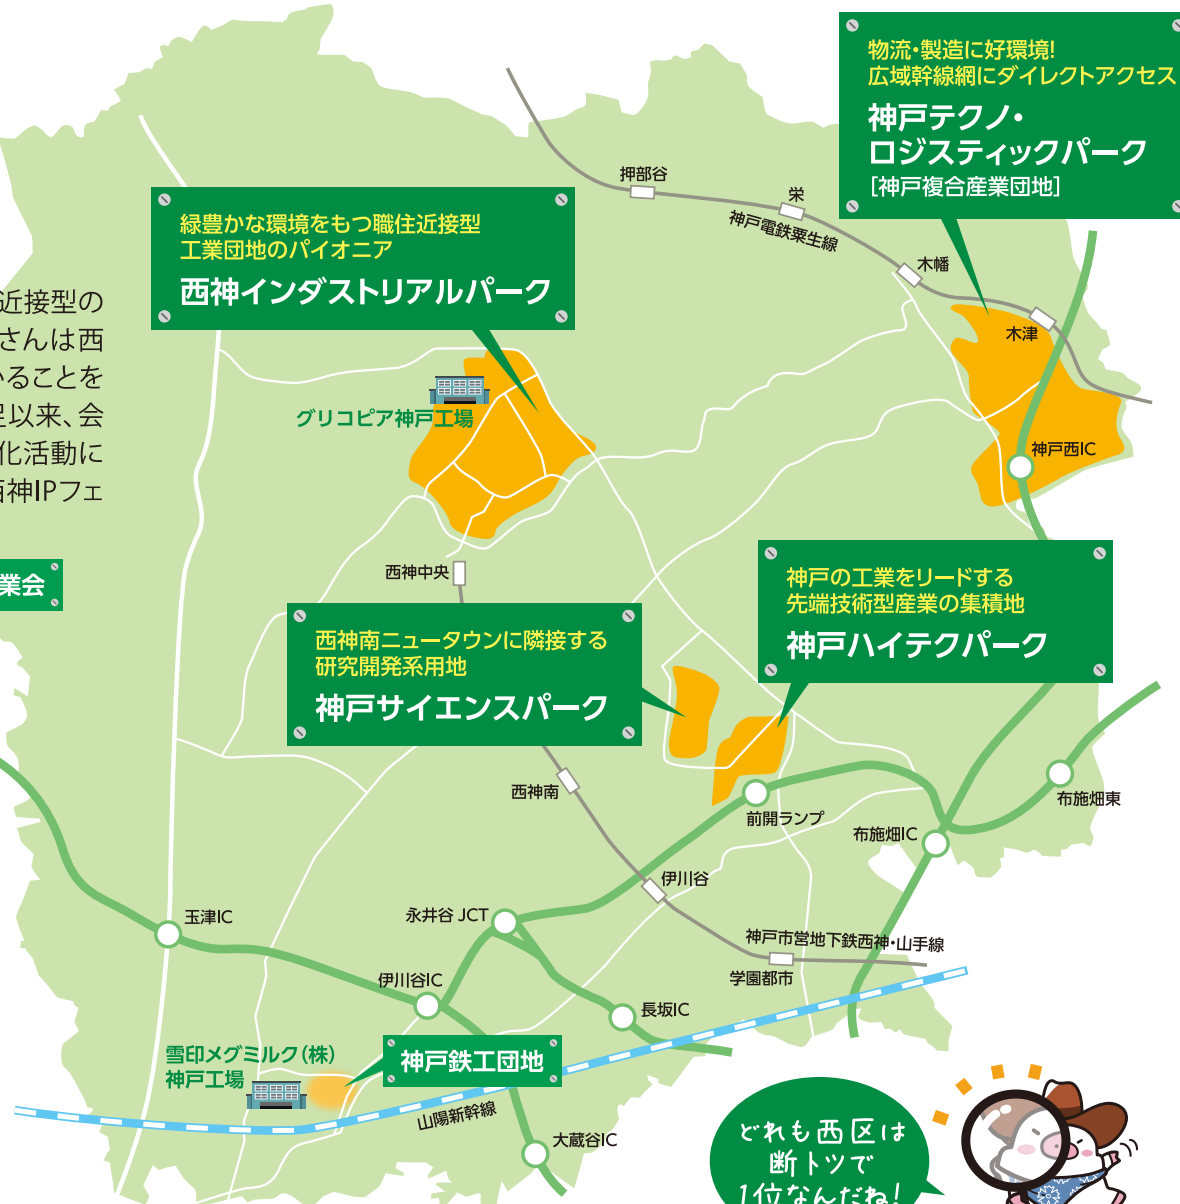 物流・製造に好環境!
広域幹線網にダイレクトアクセス
神戸テクノ・
ロジスティックパーク
[神戸複合産業団地]
押部谷
栄
神戸電鉄粟生線
木幡
木津
緑豊かな環境をもつ職住近接型
工業団地のパイオニア
西神インダストリアルパーク
近接型の
さんは西
いることを
足以来、会
化活動に
西神IPフェ
業会
グリコピア神戸工場
神戸西IC
西神中央
神戸の工業をリードする
先端技術型産業の集積地
神戸ハイテクパーク
西神南ニュータウンに隣接する
研究開発系用地
神戸サイエンスパーク
西神南
前開ランプ
布施畑東
布施畑IC
伊川谷
玉津IC
永井谷 JCT
神戸市営地下鉄西神・山手線
学園都市
伊川谷IC
長坂IC
雪印メグミルク(株)
神戸工場
神戸鉄工団地
山陽新幹線
大蔵谷IC
どれも西区は
断トツで
1位なんだね!